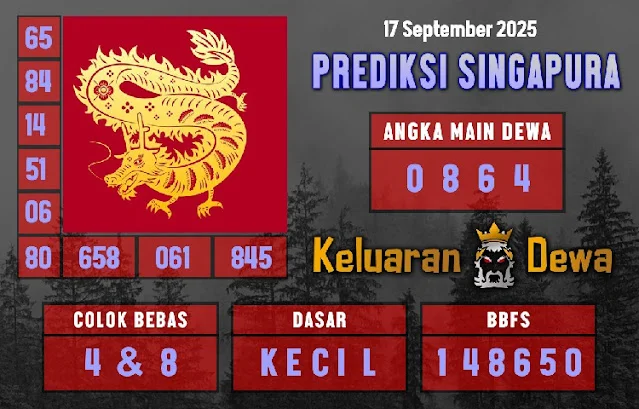 17 September 2025
PREDIKSI SINGAPURA
65
84
14
51
06
80 658 061 845
ANGKA MAIN DEWA
0 8 6 4
Keluaran Dewa
COLOK BEBAS
4 & 8
DASAR
KECIL
BBFS
148650